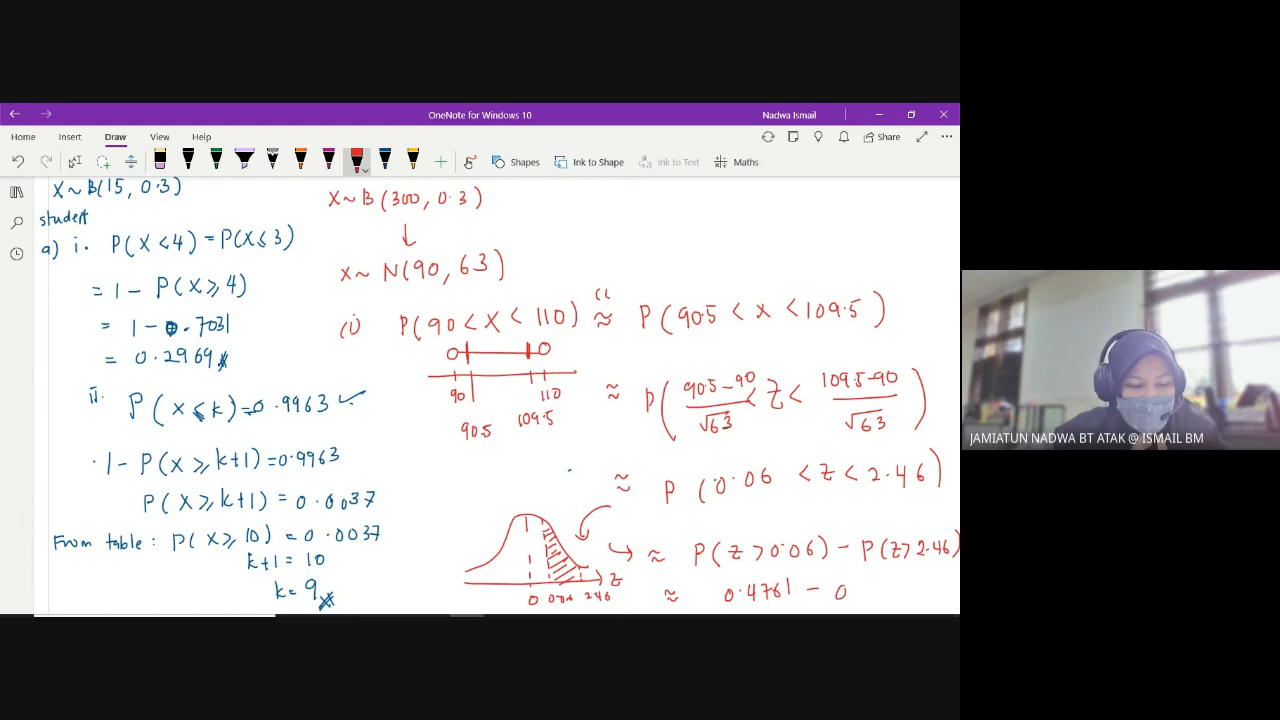 OneNote for Windows 10
Nadwa Ismail
Home Insert Draw View Help
Share
Shapes Ink to Shape Ink to Text Maths
X ~ B(15, 0.3)
student
a) i. P(X < 4) = P(X ≤ 3)
= 1 - P(X ≥ 4)
= 1 - 0.7031
= 0.2969
ii. P(X ≤ k) = 0.9963 ✓
1 - P(X ≥ k+1) = 0.9963
P(X ≥ k+1) = 0.0037
From table: P(X ≥ 10) = 0.0037
k+1 = 10
k = 9
X ~ B(300, 0.3)
↓
X ~ N(90, 63)
(i) P(90 < X < 110) ≈ P(90.5 < X < 109.5)
90 110
90.5 109.5
≈ P(90.5-90/√63 < Z < 109.5-90/√63)
≈ P(0.06 < Z < 2.46)
≈ P(Z > 0.06) - P(Z > 2.46)
≈ 0.4761 - 0
0 0.06 2.46 Z
JAMIATUN NADWA BT ATAK @ ISMAIL BM